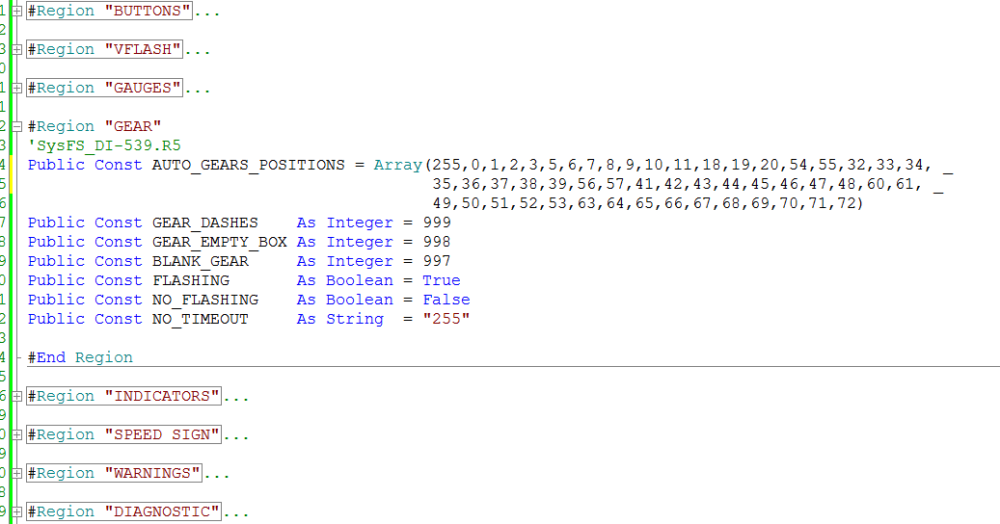 #Region "BUTTONS"...
#Region "VFLASH"...
#Region "GAUGES"...
#Region "GEAR"
'SysFS_DI-539.R5
Public Const AUTO_GEARS_POSITIONS = Array(255,0,1,2,3,5,6,7,8,9,10,11,18,19,20,54,55,32,33,34, _
35,36,37,38,39,56,57,41,42,43,44,45,46,47,48,60,61, _
49,50,51,52,53,63,64,65,66,67,68,69,70,71,72)
Public Const GEAR_DASHES    As Integer = 999
Public Const GEAR_EMPTY_BOX As Integer = 998
Public Const BLANK_GEAR     As Integer = 997
Public Const FLASHING       As Boolean = True
Public Const NO_FLASHING    As Boolean = False
Public Const NO_TIMEOUT     As String  = "255"
#End Region
#Region "INDICATORS"...
#Region "SPEED SIGN"...
#Region "WARNINGS"...
#Region "DIAGNOSTIC"...